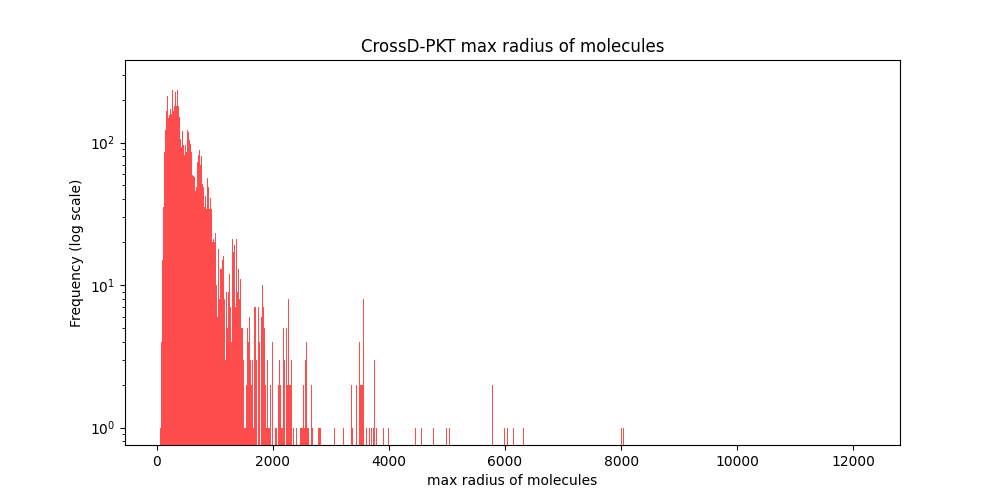 CrossD-PKT max radius of molecules
Frequency (log scale)
10²
10¹
10⁰
0 2000 4000 6000 8000 10000 12000
max radius of molecules